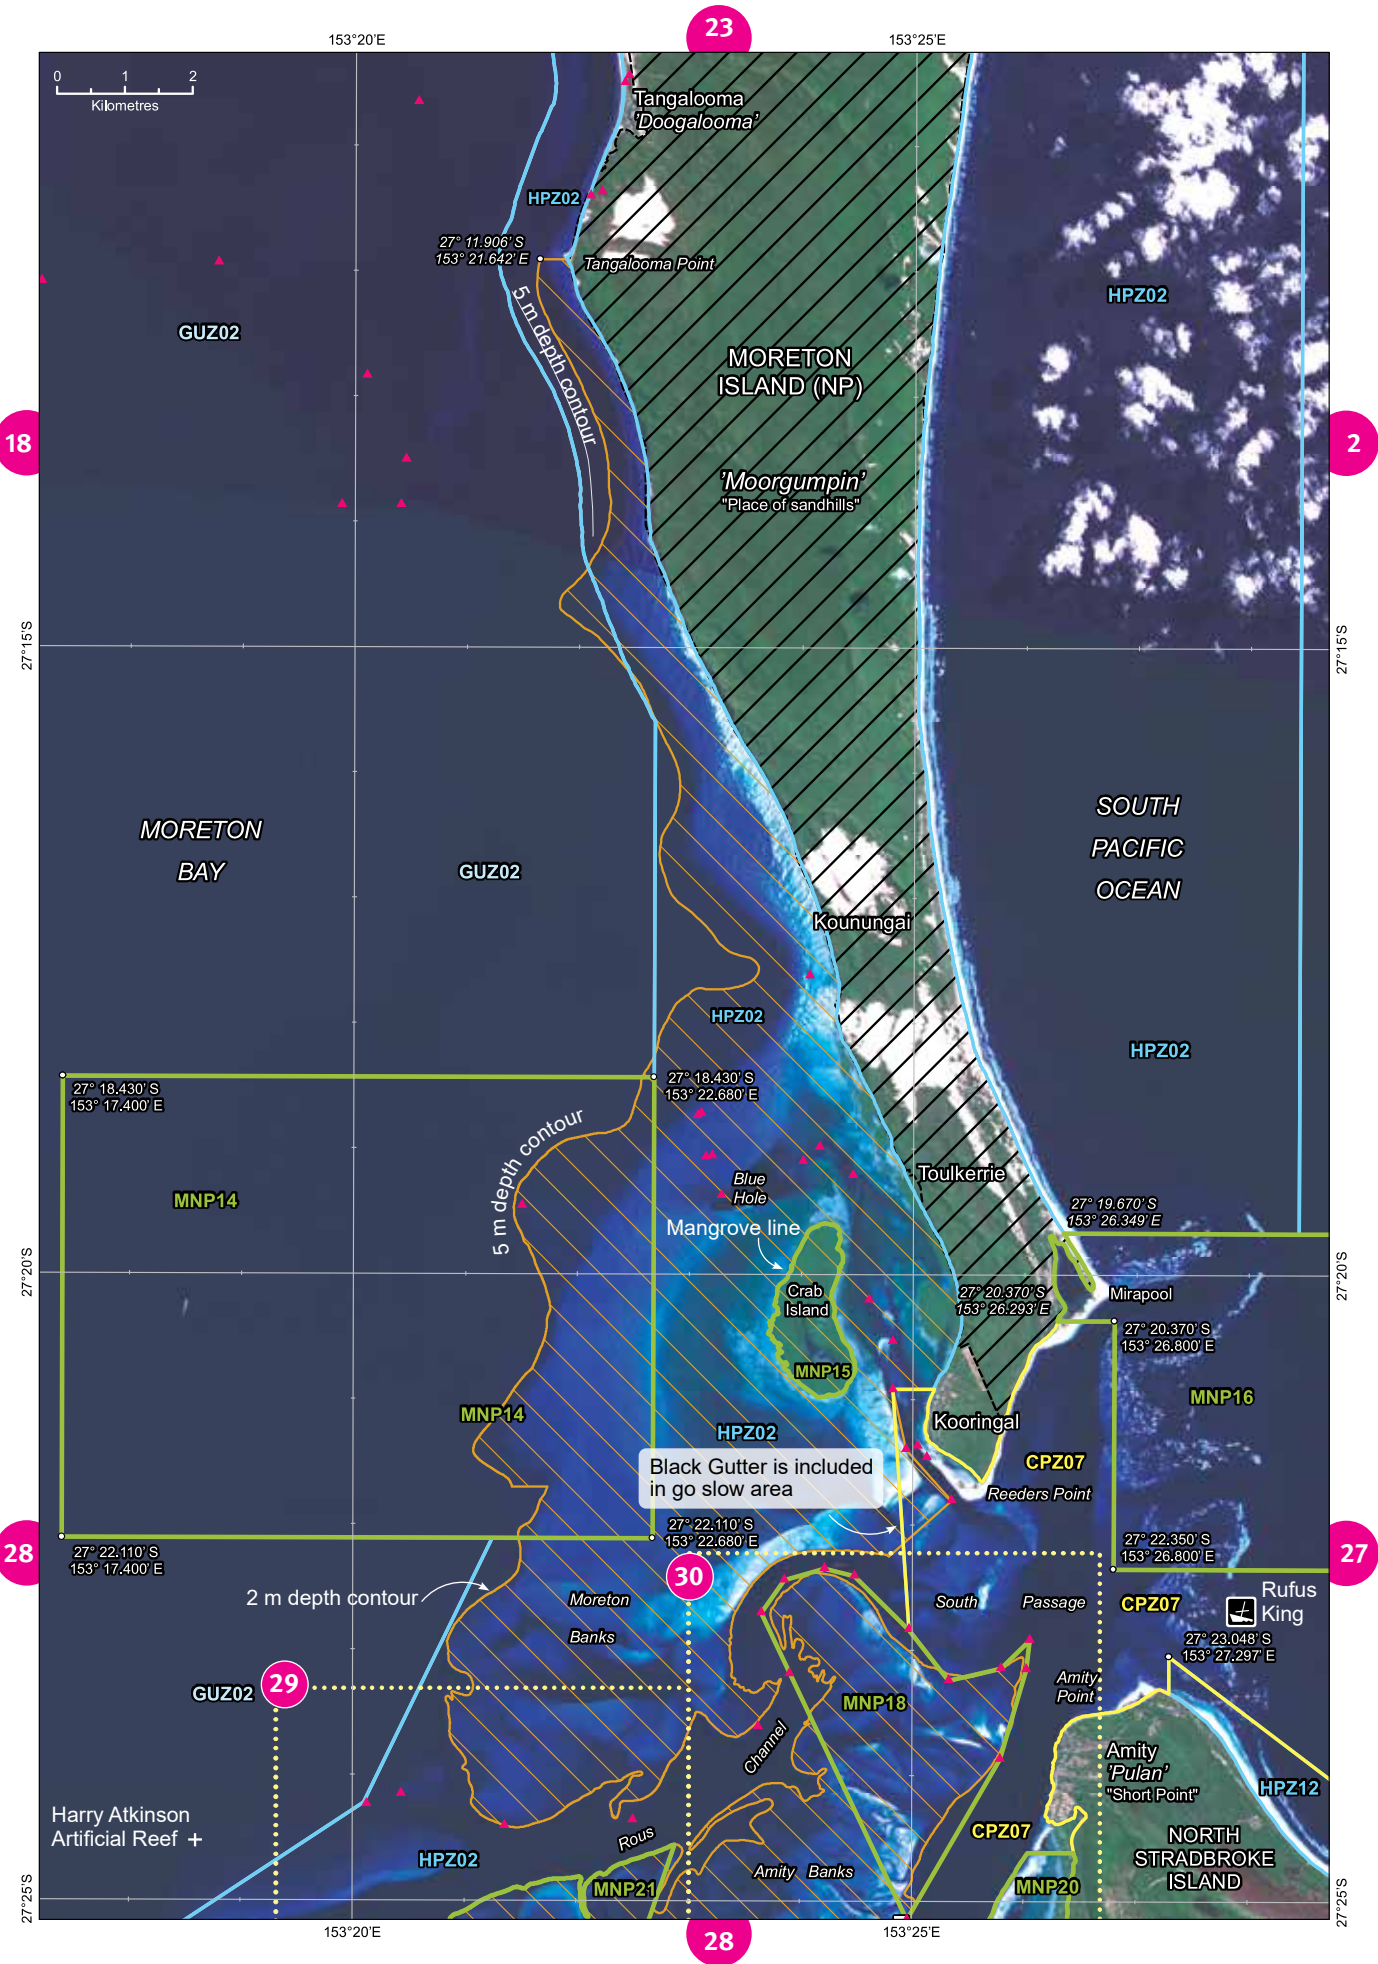 23
153°20'E
153°25'E
0 1 2
Kilometres
Tangalooma
'Doogalooma'
HPZ02
27° 11.906' S
153° 21.642' E
Tangalooma Point
HPZ02
5 m depth contour
GUZ02
MORETON
ISLAND (NP)
18
2
'Moorgumpin'
"Place of sandhills"
27°15'S
27°15'S
MORETON
BAY
GUZ02
SOUTH
PACIFIC
OCEAN
Kounungai
HPZ02
HPZ02
27° 18.430' S
153° 17.400' E
27° 18.430' S
153° 22.680' E
5 m depth contour
MNP14
Blue
Hole
Toulkerrie
27° 19.670' S
153° 26.349' E
Mangrove line
27°20'S
27°20'S
Crab
Island
27° 20.370' S
153° 26.293' E
Mirapool
27° 20.370' S
153° 26.800' E
MNP15
MNP16
MNP14
HPZ02
Kooringal
Black Gutter is included
in go slow area
CPZ07
Reeders Point
27° 22.110' S
153° 22.680' E
27° 22.350' S
153° 26.800' E
28
27° 22.110' S
153° 17.400' E
27
30
2 m depth contour
Moreton
Banks
South Passage
CPZ07
Rufus
King
27° 23.048' S
153° 27.297' E
29
GUZ02
MNP18
Amity
Point
Channel
Amity
'Pulan'
"Short Point"
HPZ12
Harry Atkinson
Artificial Reef +
Rous
CPZ07
NORTH
STRADBROKE
ISLAND
HPZ02
Amity Banks
MNP21
MNP20
27°25'S
27°25'S
153°20'E
153°25'E
28